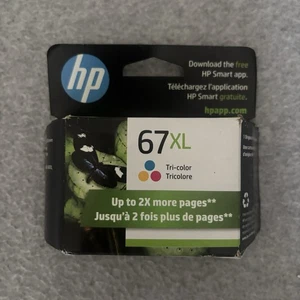 Download the free
HP Smart app.
Téléchargez l'application
HP Smart gratuite.
hpapp.com
hp
67XL
Tri-color
Tricolore
Up to 2X more pages**
Jusqu'à 2 fois plus de pages**